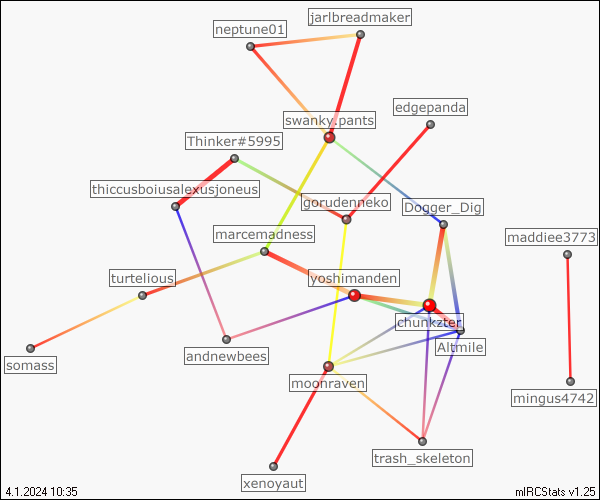 jarlbreadmaker
neptune01
edgepanda
swanky.pants
Thinker#5995
thiccusboiusalexusjoneus
gorudenneko
Dogger_Dig
marcemadness
maddiee3773
turtelious
yoshimanden
chunkster
Altmile
somass
andnewbees
moonraven
mingus4742
trash_skeleton
xenoyaut
4.1.2024 10:35
mIRCStats v1.25